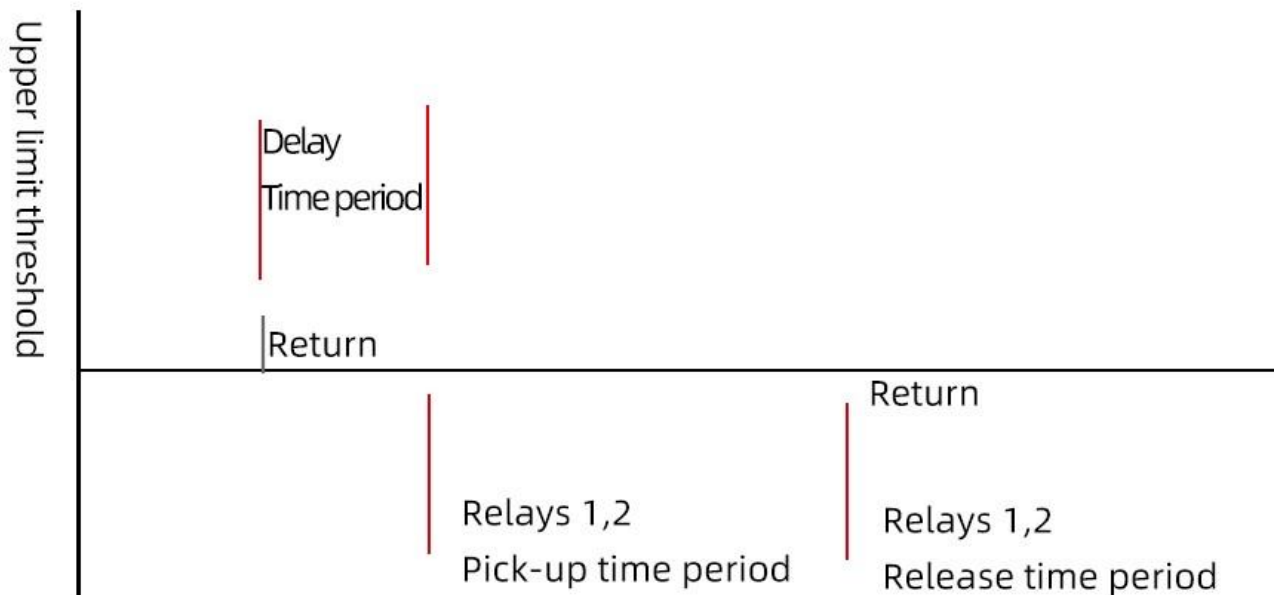 Upper limit threshold
Delay
Time period
Return
Return
Relays 1,2
Pick-up time period
Relays 1,2
Release time period